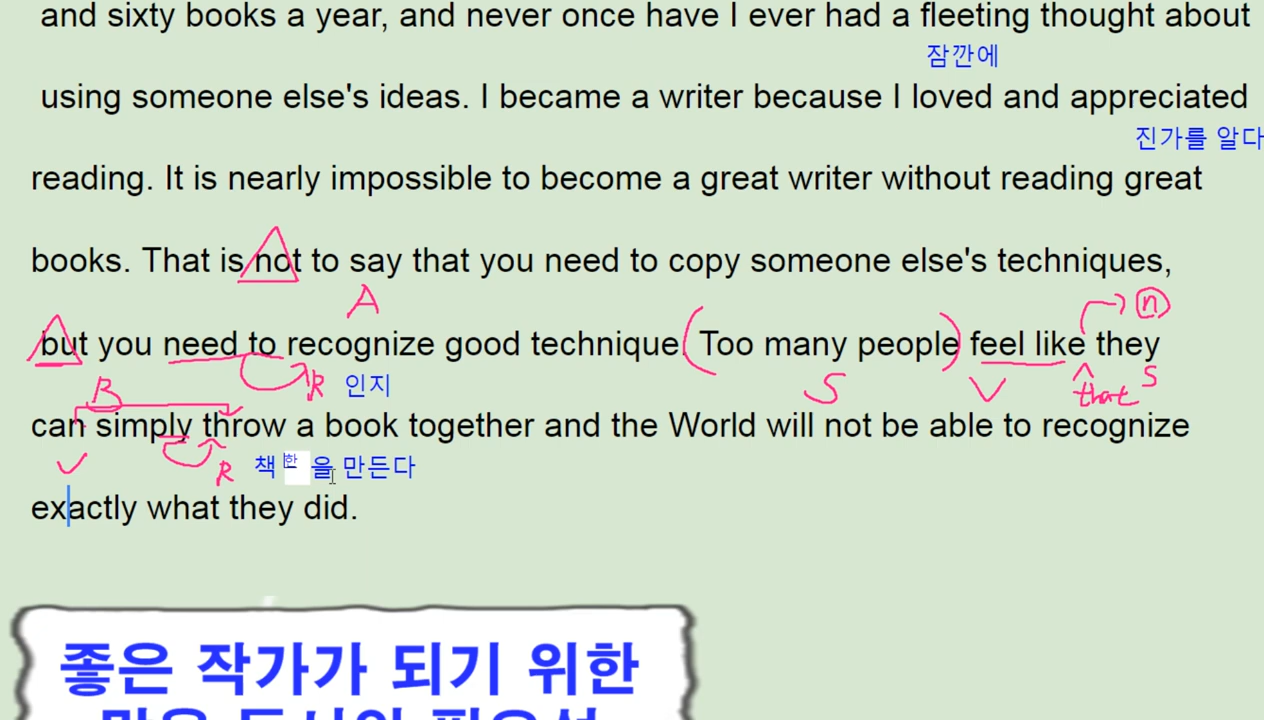 and sixty books a year, and never once have I ever had a fleeting thought about
잠깐에
using someone else's ideas. I became a writer because I loved and appreciated
진가를 알다
reading. It is nearly impossible to become a great writer without reading great
books. That is not to say that you need to copy someone else's techniques,
A n
but you need to recognize good technique. (Too many people) feel like they
B R 인지 S V that S
can simply throw a book together and the World will not be able to recognize
V R 책 한 을 만든다
exactly what they did.
좋은 작가가 되기 위한